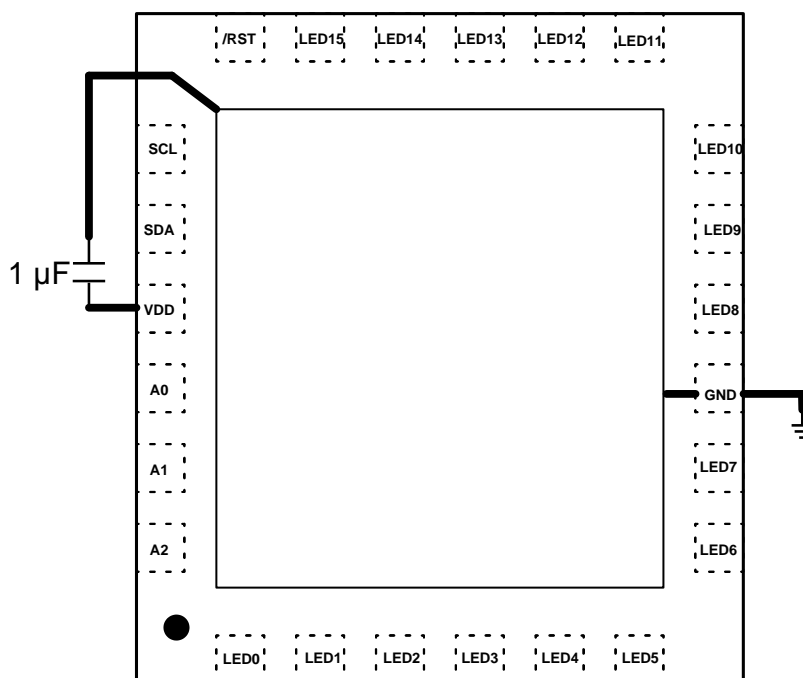 /RST LED15 LED14 LED13 LED12 LED11
SCL LED10
SDA LED9
1 µF
VDD LED8
A0 GND
A1 LED7
A2 LED6
LED0 LED1 LED2 LED3 LED4 LED5